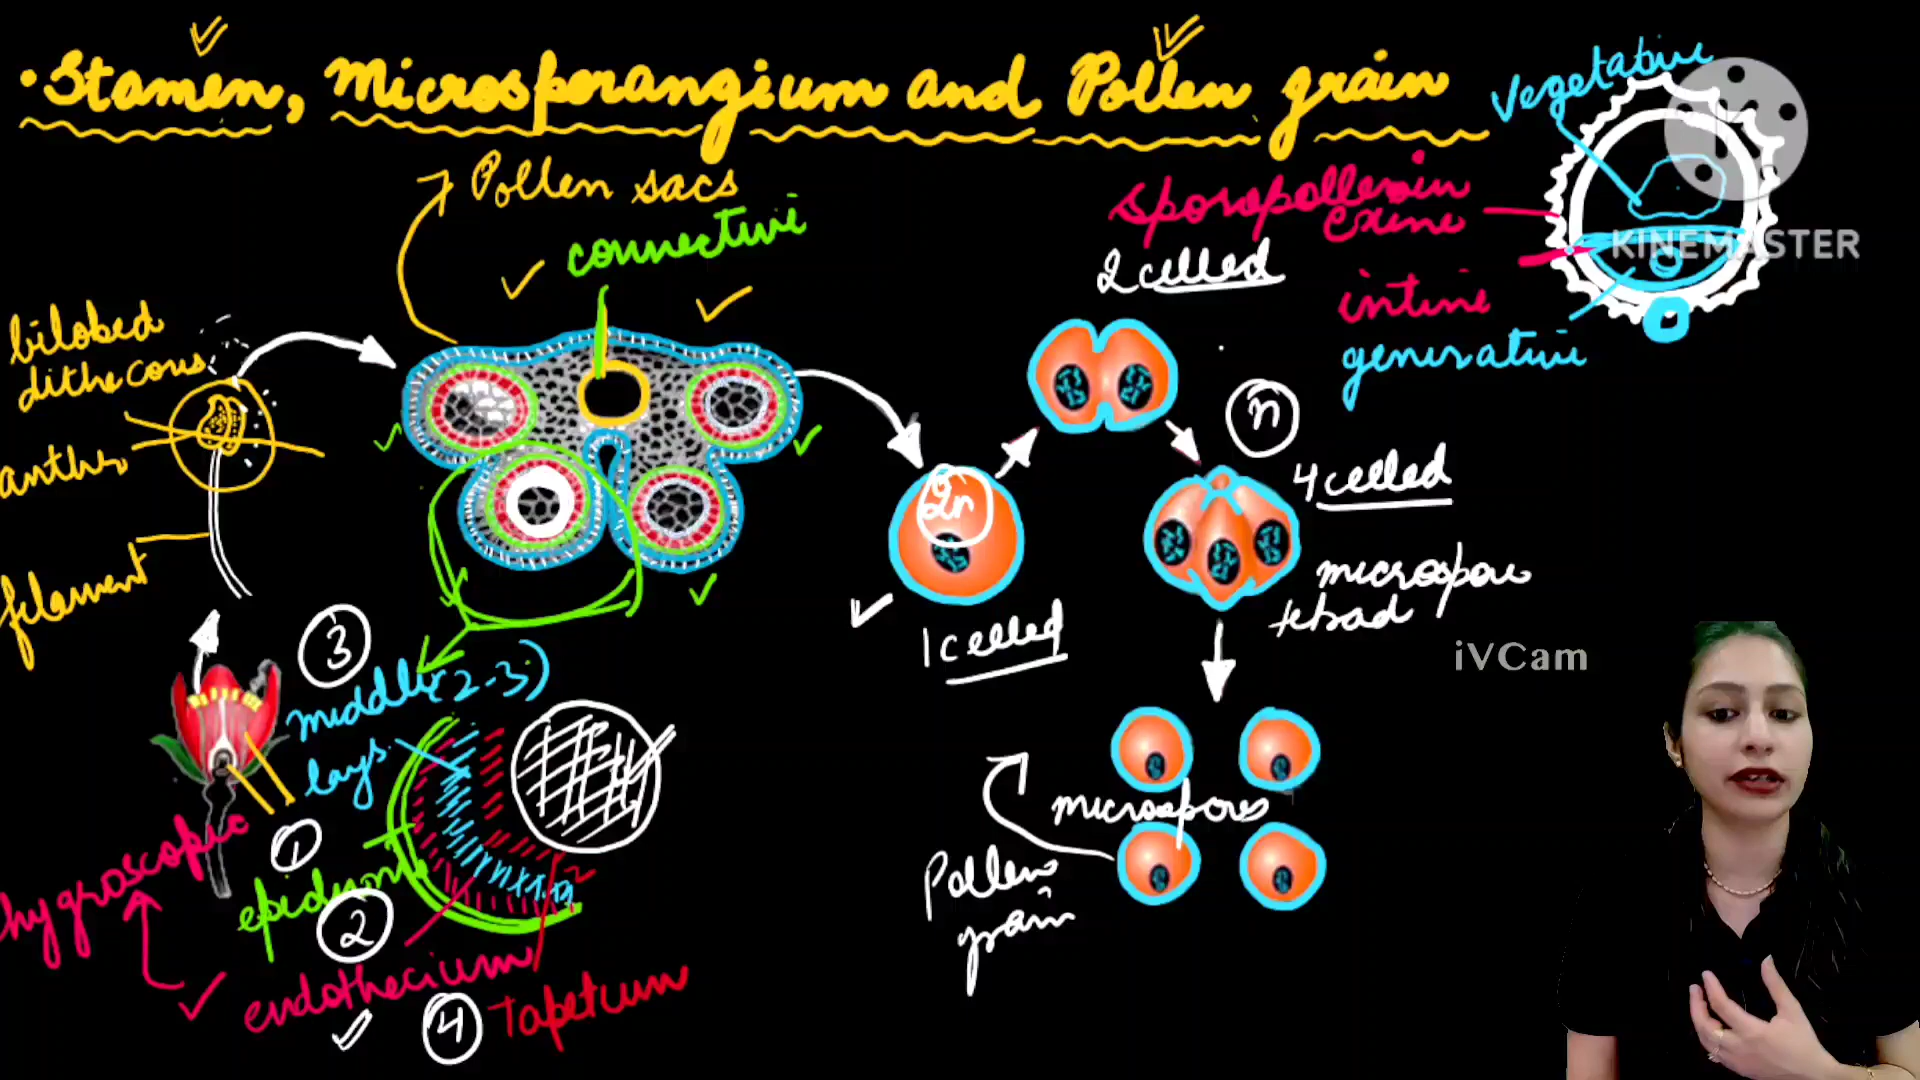 • Stamen, Microsporangium and Pollen grain
vegetative
Pollen sacs
connective
sporopollenin
exine
2 celled
KINEMASTER
intine
generative
bilobed
dithecous
anther
filament
2n
n
4 celled
microspore
tetrad
1 celled
iVCam
3
middle (2-3)
lays.
microspores
Pollen
grain
hygroscopic
1
epiderm
2
endothecium
4
Tapetum